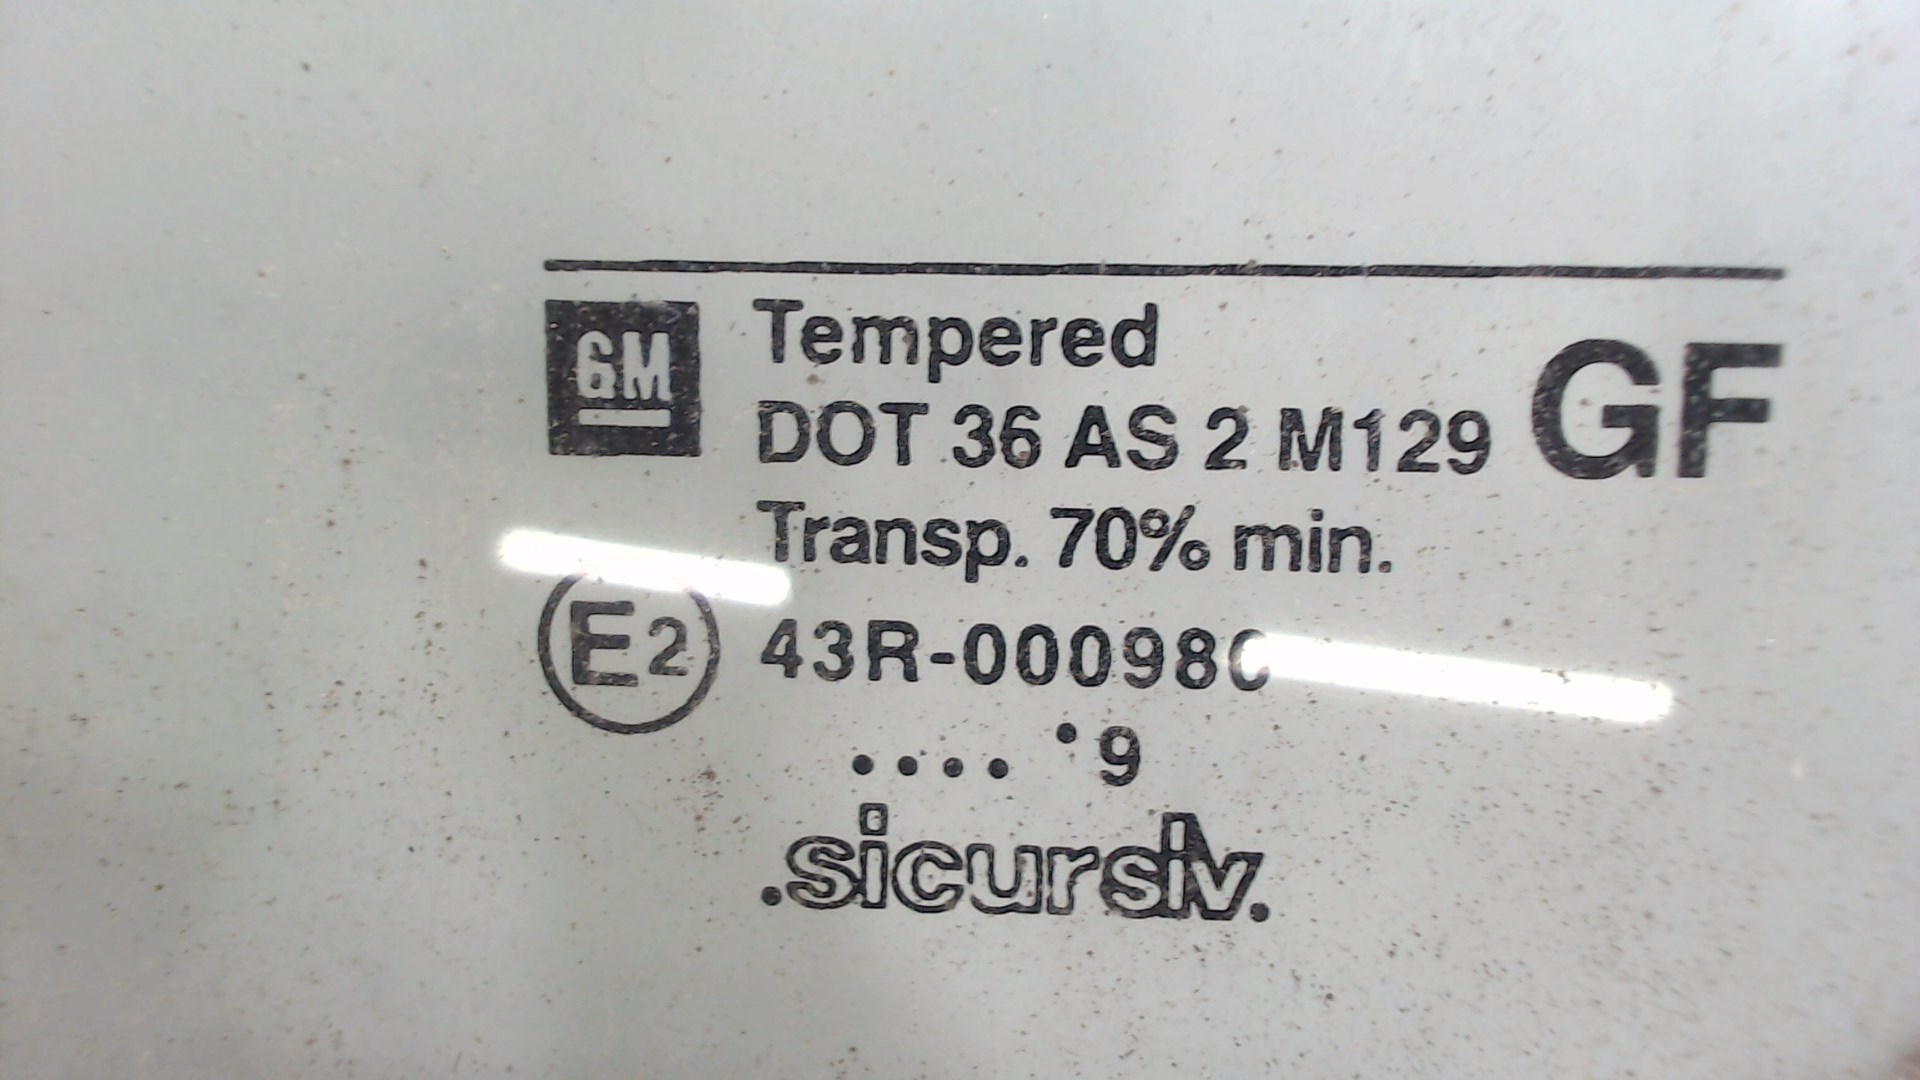 GM
Tempered
DOT 36 AS 2 M129 GF
Transp. 70% min.
E2 43R-00098
.... •9
.sicursiv.